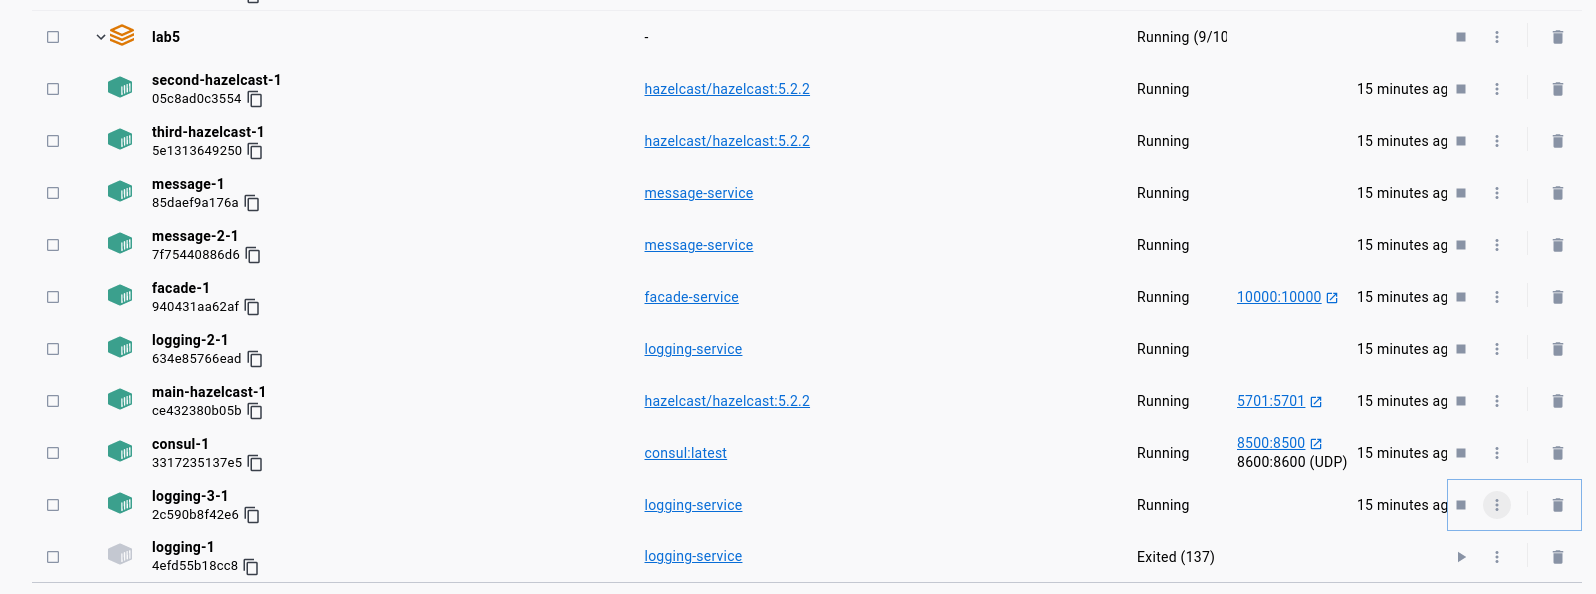 lab5 - Running (9/10
second-hazelcast-1
05c8ad0c3554 hazelcast/hazelcast:5.2.2 Running 15 minutes ag
third-hazelcast-1
5e1313649250 hazelcast/hazelcast:5.2.2 Running 15 minutes ag
message-1
85daef9a176a message-service Running 15 minutes ag
message-2-1
7f75440886d6 message-service Running 15 minutes ag
facade-1
940431aa62af facade-service Running 10000:10000 15 minutes ag
logging-2-1
634e85766ead logging-service Running 15 minutes ag
main-hazelcast-1
ce432380b05b hazelcast/hazelcast:5.2.2 Running 5701:5701 15 minutes ag
consul-1 8500:8500
3317235137e5 consul:latest Running 8600:8600 (UDP) 15 minutes ag
logging-3-1
2c590b8f42e6 logging-service Running 15 minutes ag
logging-1
4efd55b18cc8 logging-service Exited (137)